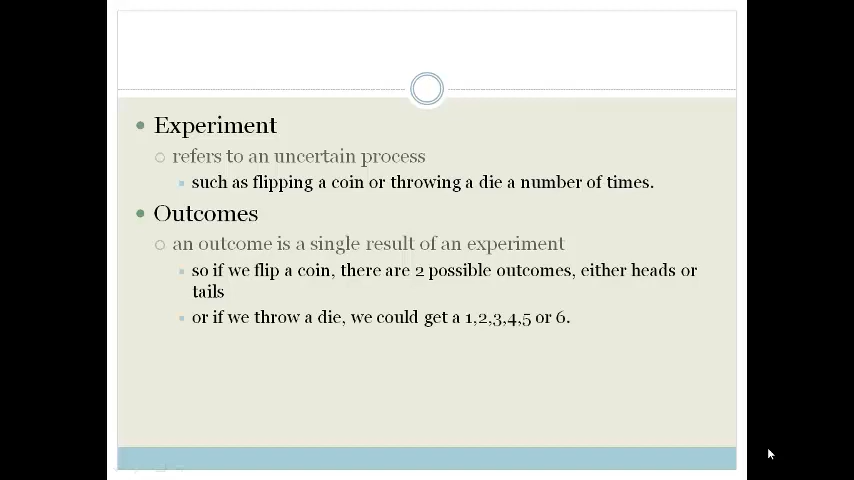 Experiment
refers to an uncertain process
such as flipping a coin or throwing a die a number of times.
Outcomes
an outcome is a single result of an experiment
so if we flip a coin, there are 2 possible outcomes, either heads or
tails
or if we throw a die, we could get a 1,2,3,4,5 or 6.